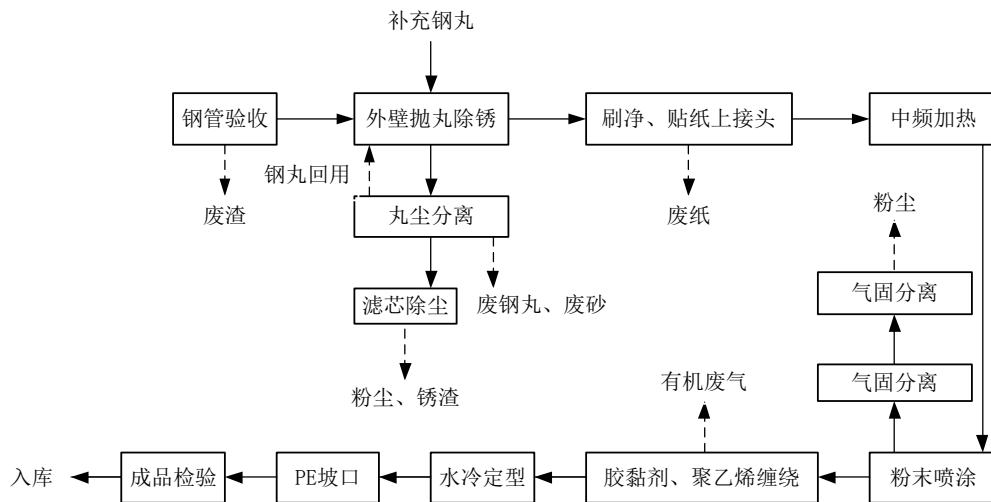 补充钢丸
钢管验收
外壁抛丸除锈
刷净、贴纸上接头
中频加热
钢丸回用
废渣
丸尘分离
废纸
粉尘
气固分离
滤芯除尘
废钢丸、废砂
气固分离
粉尘、锈渣
有机废气
入库
成品检验
PE坡口
水冷定型
胶黏剂、聚乙烯缠绕
粉末喷涂